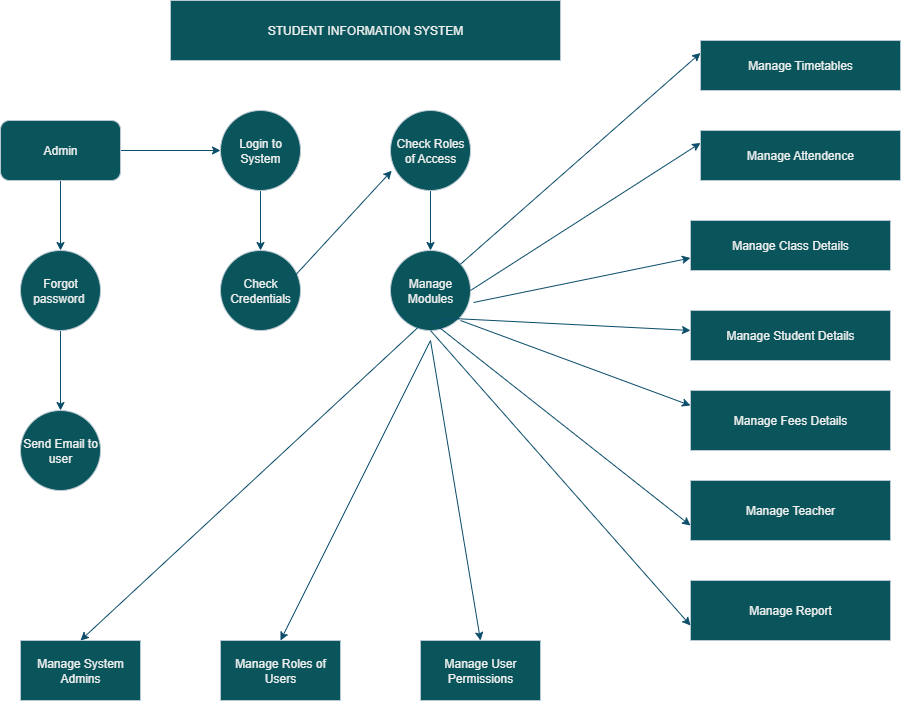 STUDENT INFORMATION SYSTEM
Manage Timetables
Admin
Login to
System
Check Roles
of Access
Manage Attendence
Manage Class Details
Forgot
password
Check
Credentials
Manage
Modules
Manage Student Details
Manage Fees Details
Send Email to
user
Manage Teacher
Manage Report
Manage System
Admins
Manage Roles of
Users
Manage User
Permissions